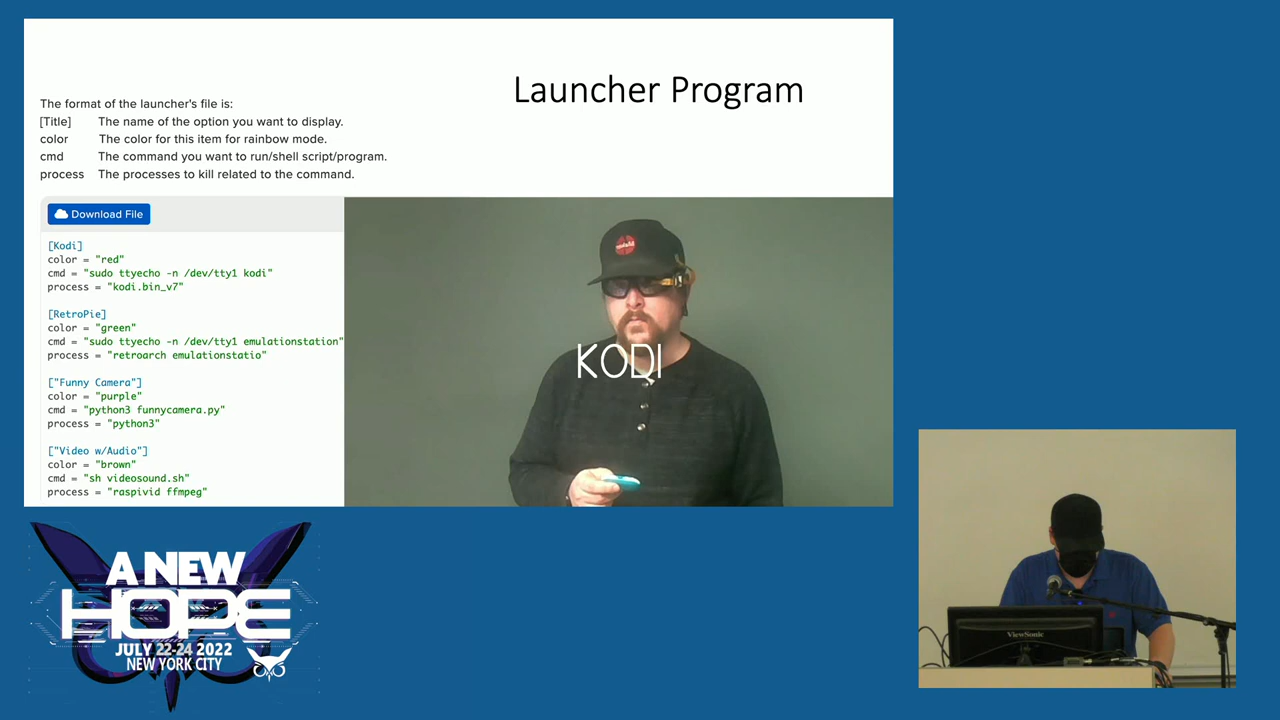 Launcher Program
The format of the launcher's file is:
[Title] The name of the option you want to display.
color The color for this item for rainbow mode.
cmd The command you want to run/shell script/program.
process The processes to kill related to the command.
Download File
[Kodi]
color = "red"
cmd = "sudo ttyecho -n /dev/tty1 kodi"
process = "kodi.bin_v7"
[RetroPie]
color = "green"
cmd = "sudo ttyecho -n /dev/tty1 emulationstation"
process = "retroarch emulationstatio"
["Funny Camera"]
color = "purple"
cmd = "python3 funnycamera.py"
process = "python3"
["Video w/Audio"]
color = "brown"
cmd = "sh videosound.sh"
process = "raspivid ffmpeg"
KODI
A NEW
HOPE
JULY 22-24 2022
NEW YORK CITY
ViewSonic